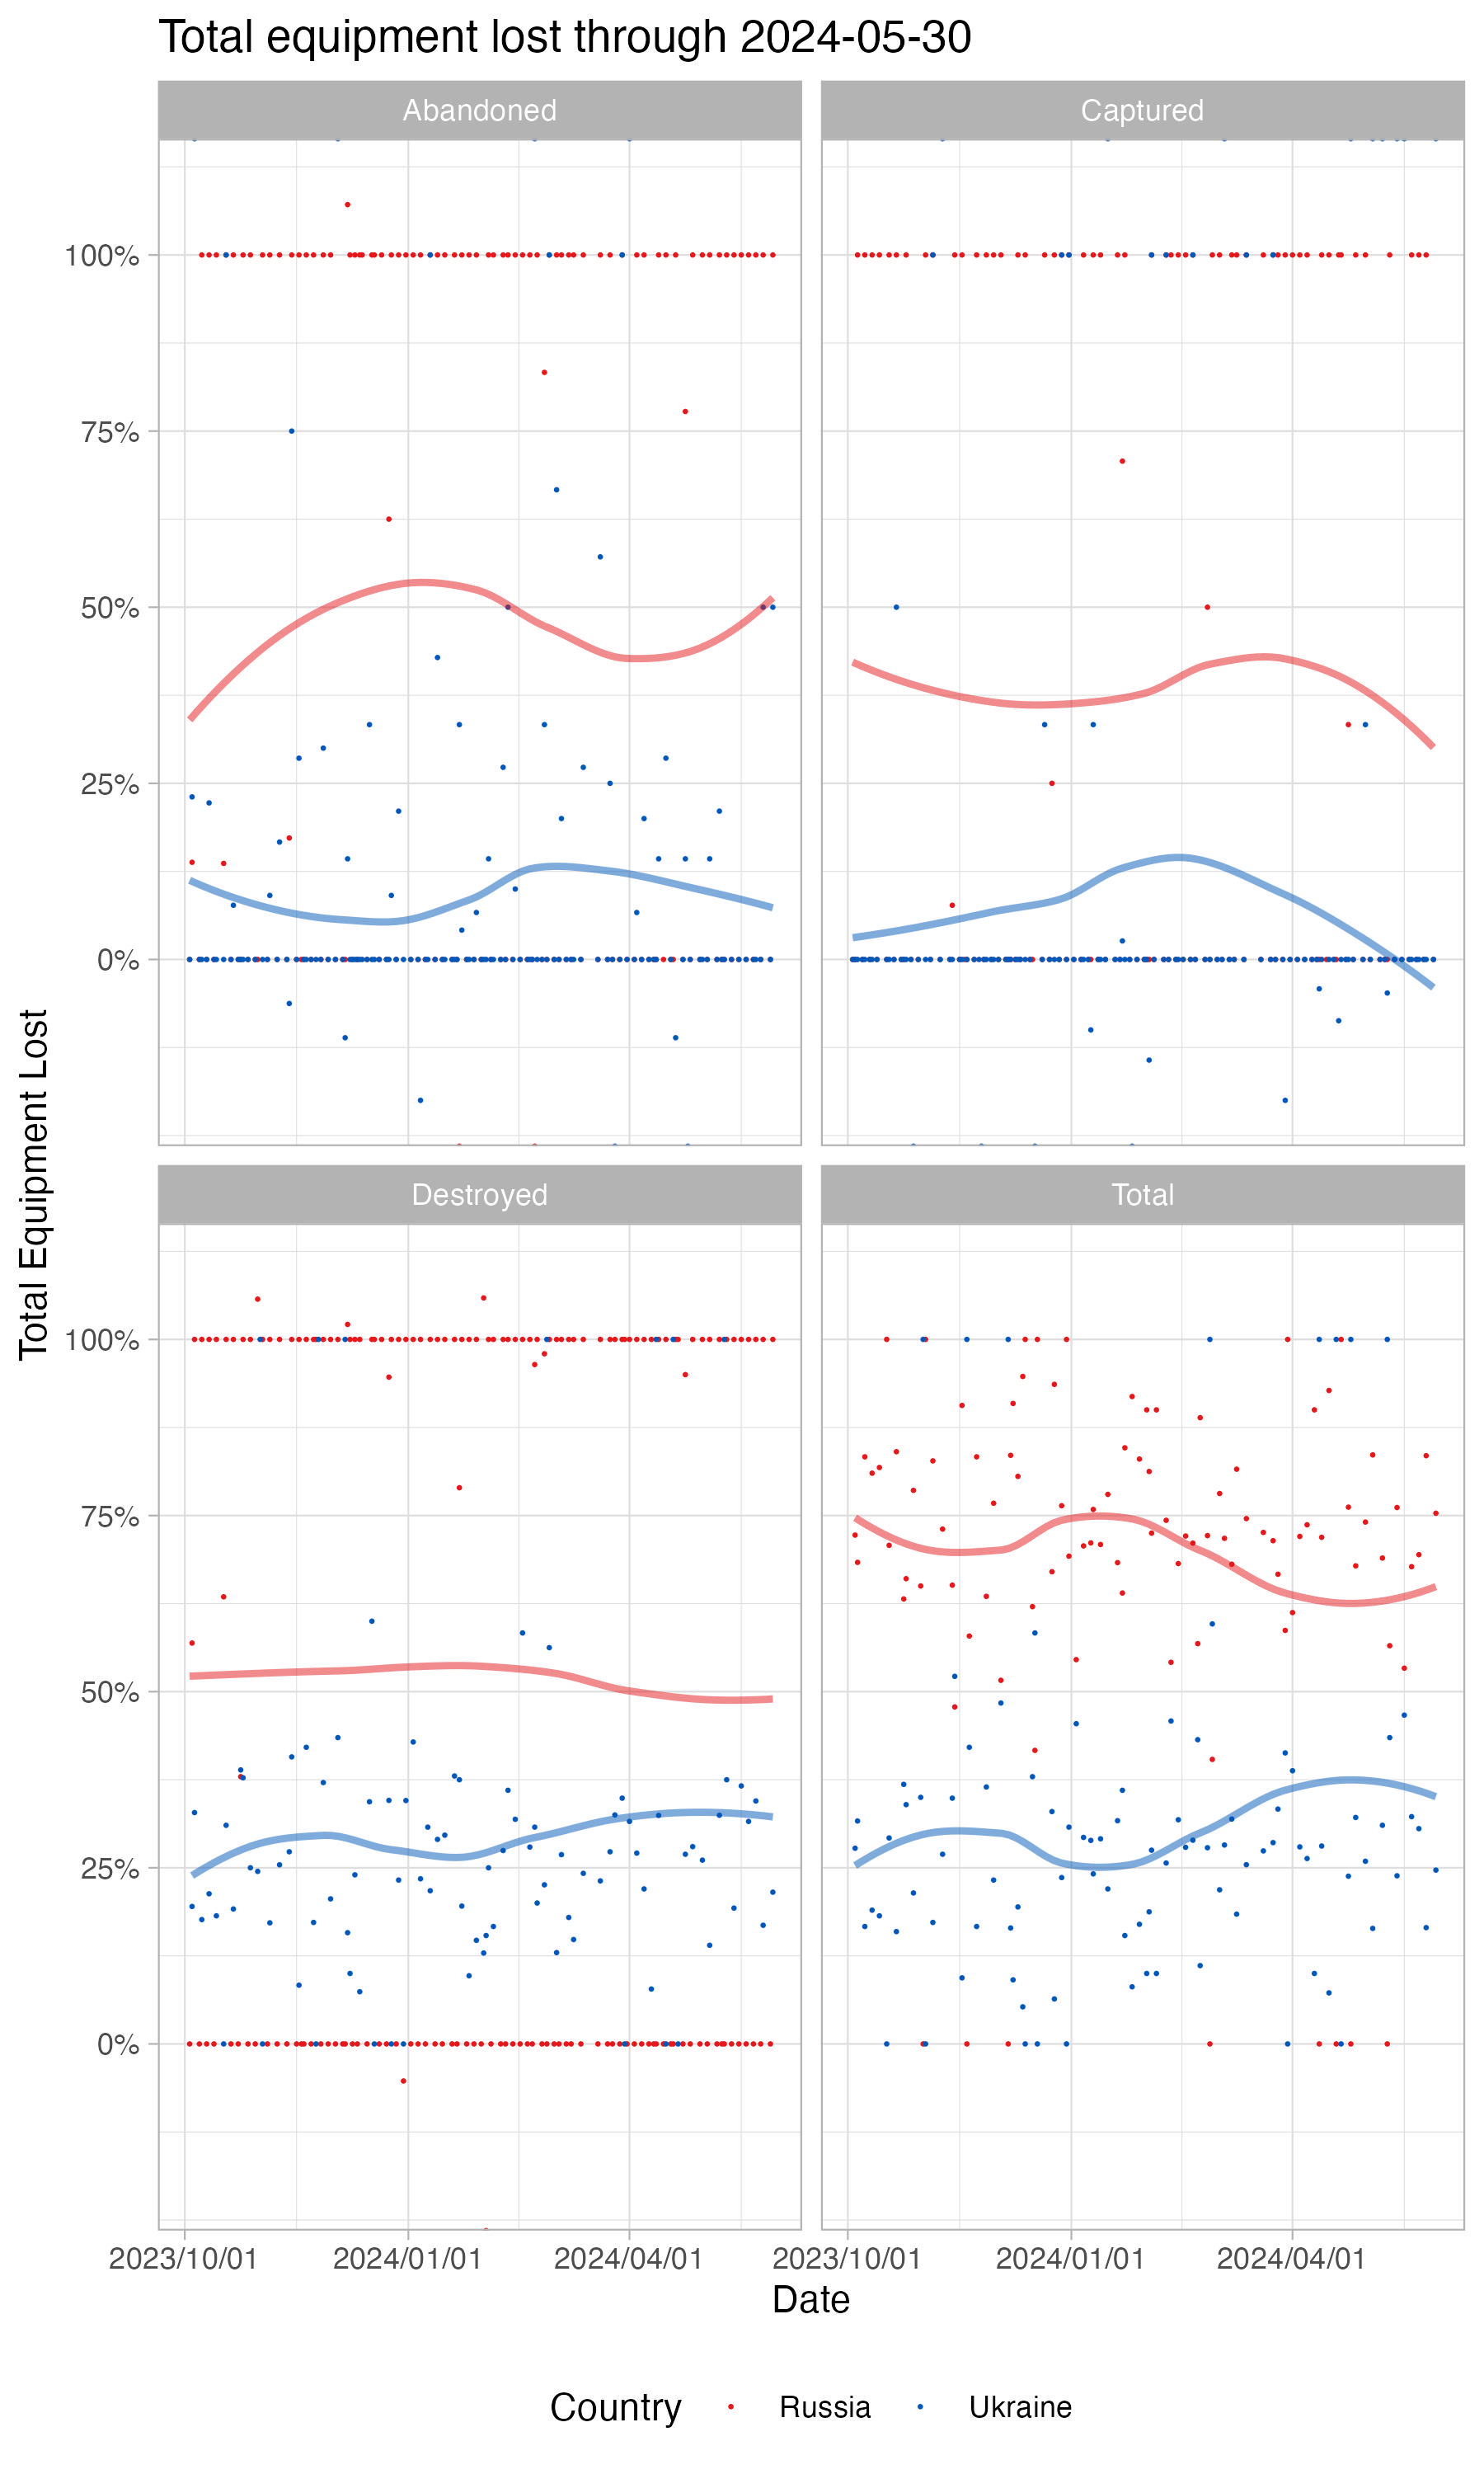 Total equipment lost through 2024-05-30
Abandoned
Captured
100%
75%
50%
25%
0%
Total Equipment Lost
Destroyed
Total
100%
75%
50%
25%
0%
2023/10/01 2024/01/01 2024/04/01
2023/10/01 2024/01/01 2024/04/01
Date
Country Russia Ukraine